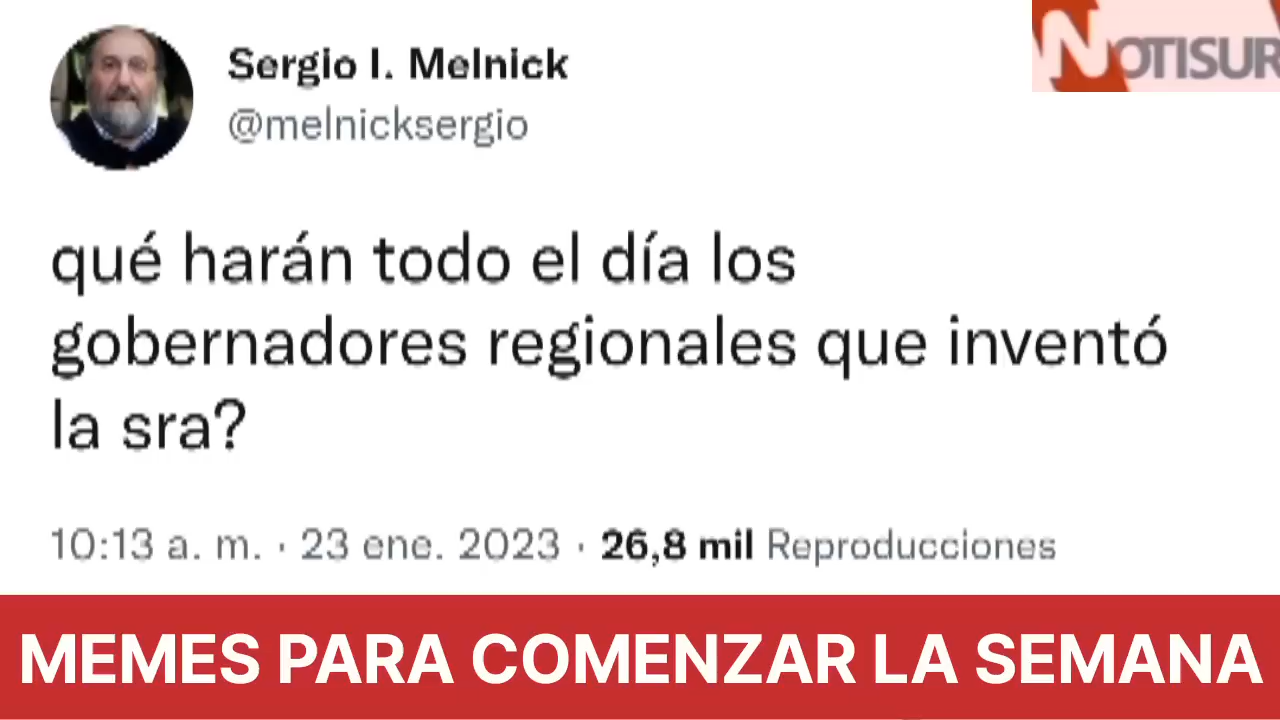 Sergio I. Melnick
NOTISUR
@melnicksergio
qué harán todo el día los
gobernadores regionales que inventó
la sra?
10:13 a. m. · 23 ene. 2023 · 26,8 mil Reproducciones
MEMES PARA COMENZAR LA SEMANA